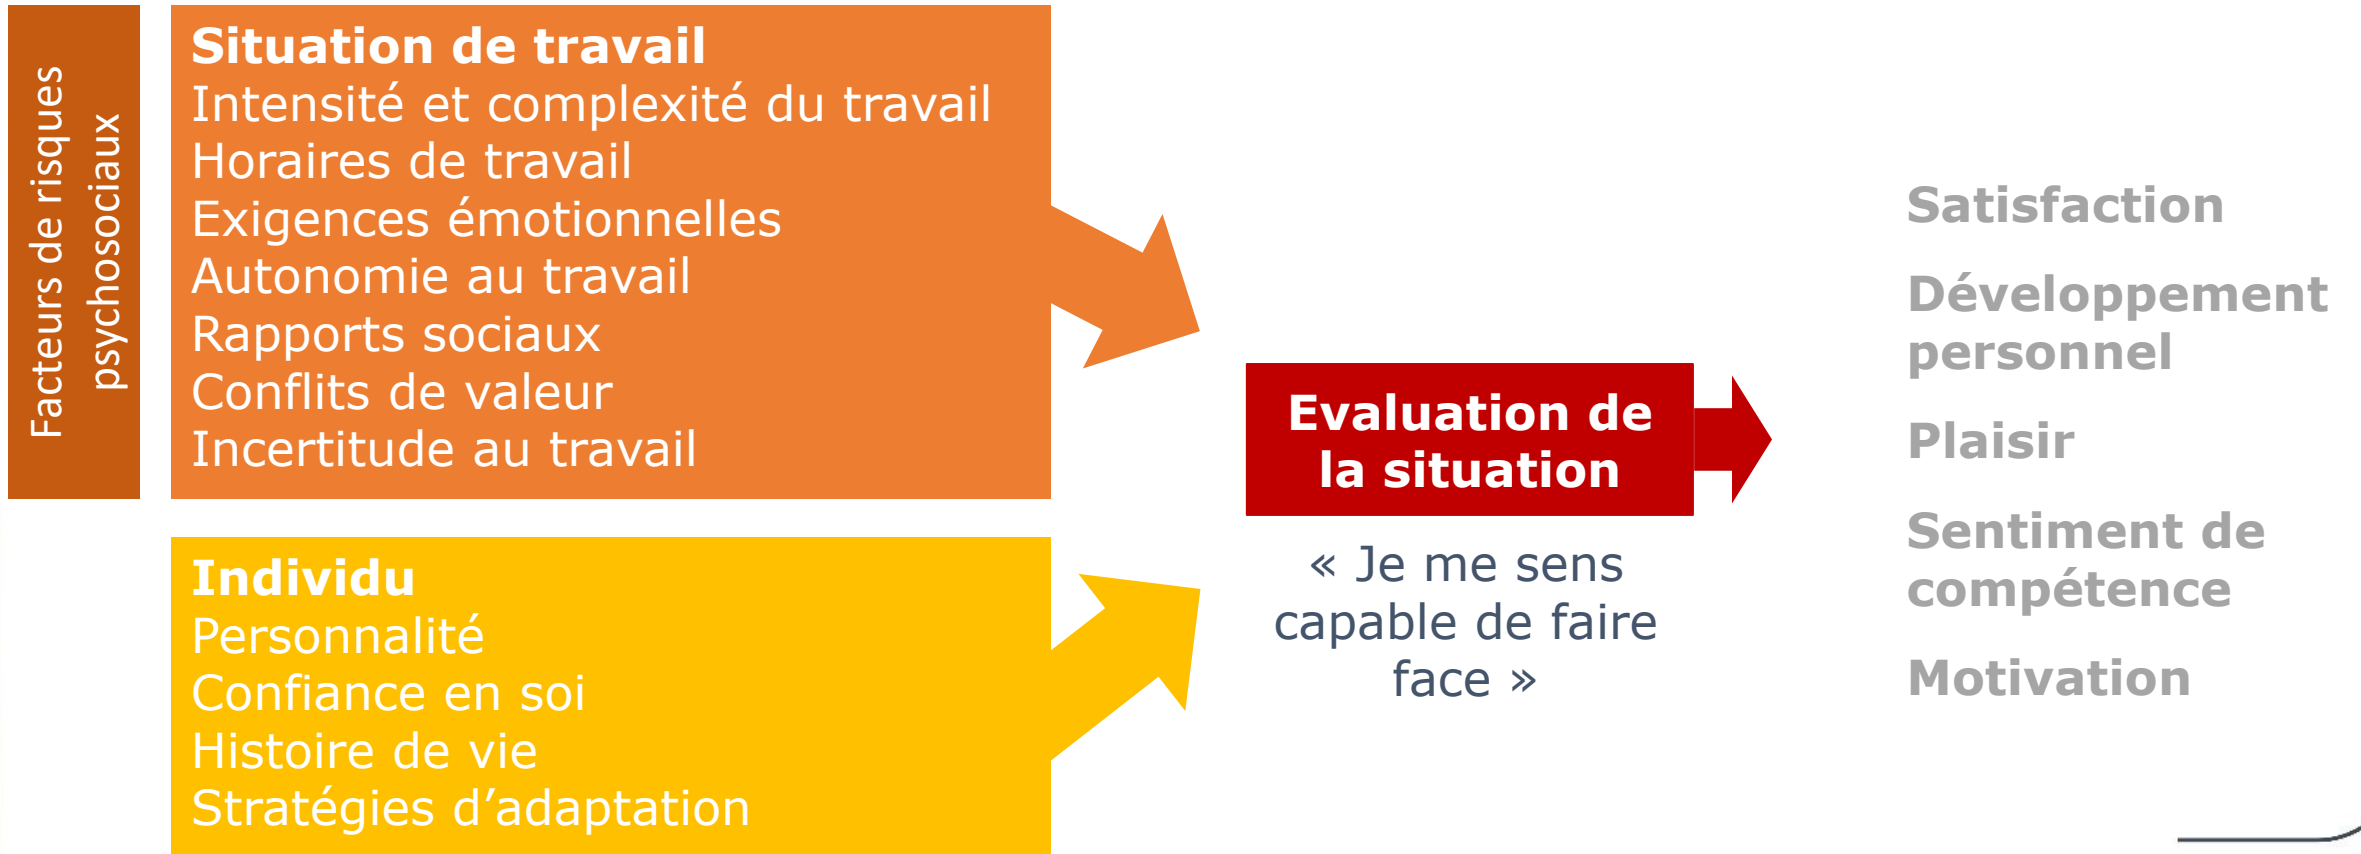 Facteurs de risques
psychosociaux
Situation de travail
Intensité et complexité du travail
Horaires de travail
Exigences émotionnelles
Autonomie au travail
Rapports sociaux
Conflits de valeur
Incertitude au travail
Individu
Personnalité
Confiance en soi
Histoire de vie
Stratégies d’adaptation
Evaluation de
la situation
« Je me sens
capable de faire
face »
Satisfaction
Développement
personnel
Plaisir
Sentiment de
compétence
Motivation